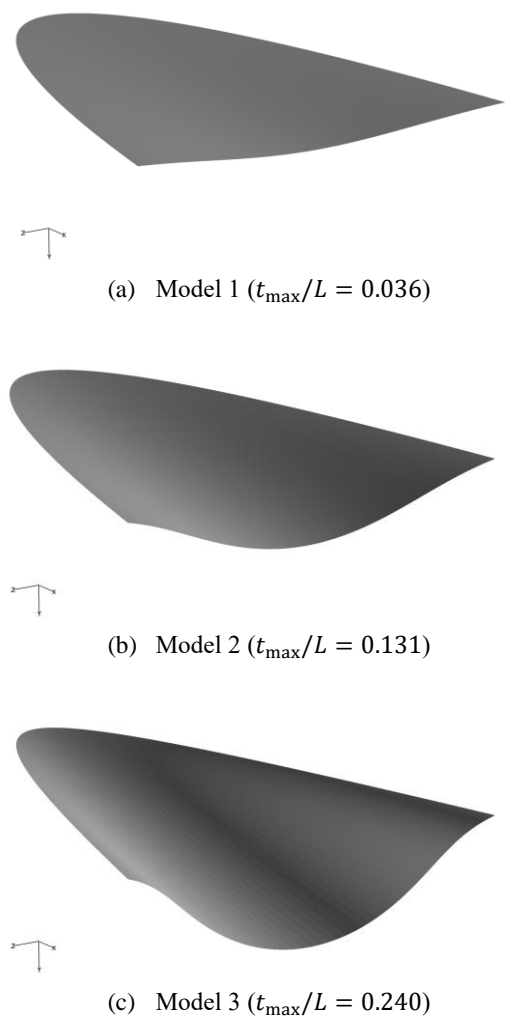 z x
Y
(a) Model 1 (t_max/L = 0.036)
z x
Y
(b) Model 2 (t_max/L = 0.131)
z x
Y
(c) Model 3 (t_max/L = 0.240)